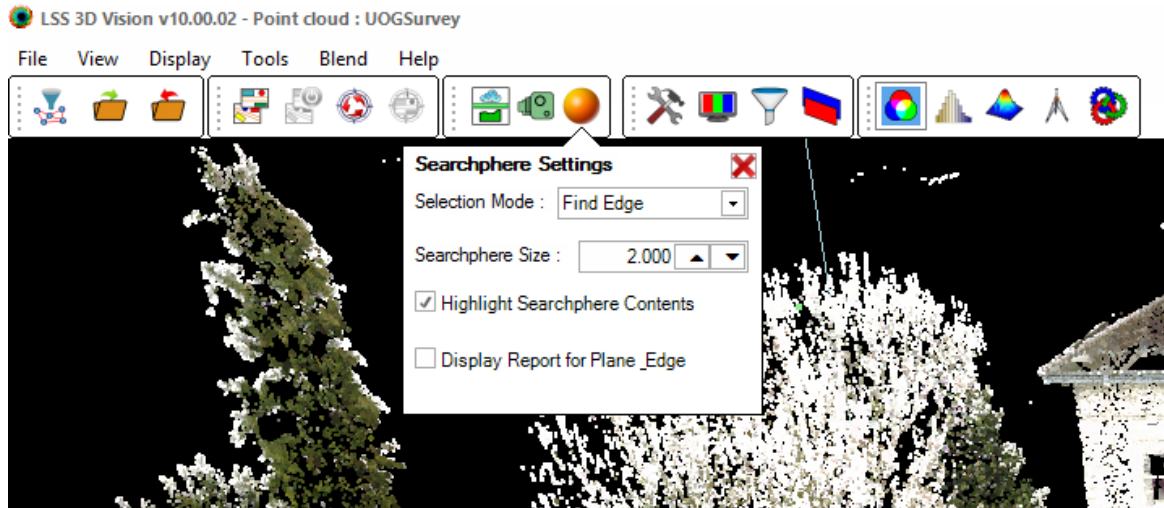 LSS 3D Vision v10.00.02 - Point cloud : UOGSurvey
File View Display Tools Blend Help
Searchphere Settings
Selection Mode : Find Edge
Searchphere Size : 2.000
Highlight Searchphere Contents
Display Report for Plane _Edge